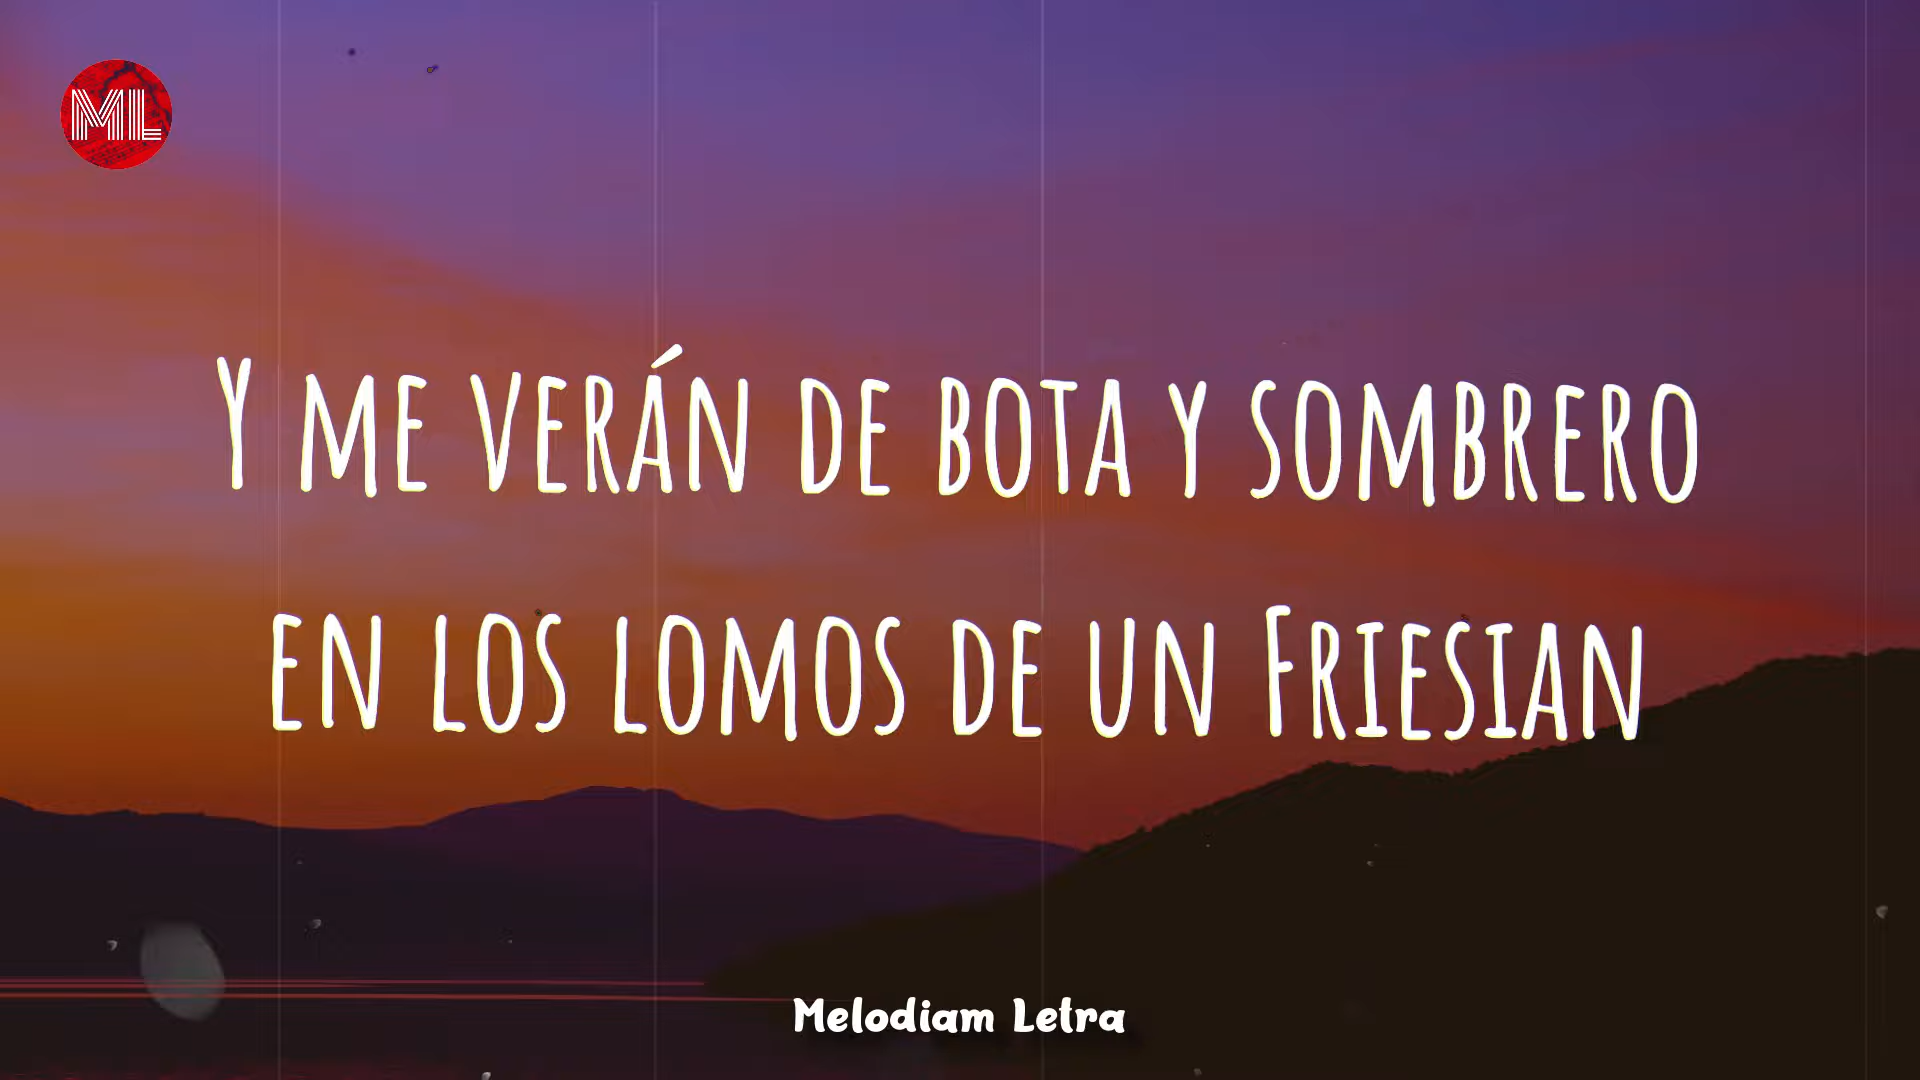 ML
Y me verán de bota y sombrero
en los lomos de un Friesian
Melodiam Letra